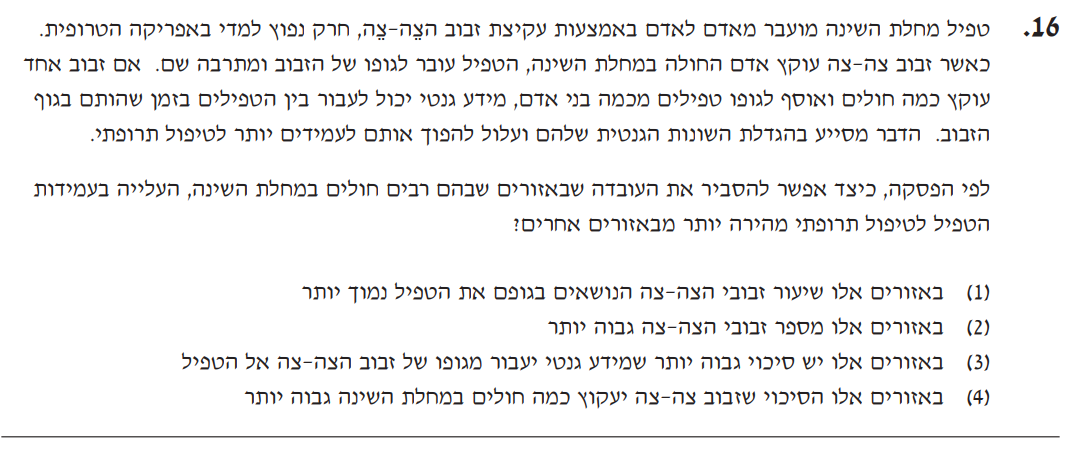 16. טפיל מחלת השינה מועבר מאדם לאדם באמצעות עקיצת זבוב הצֶה-צֶה, חרק נפוץ למדי באפריקה הטרופית.
כאשר זבוב צה-צה עוקץ אדם החולה במחלת השינה, הטפיל עובר לגופו של הזבוב ומתרבה שם. אם זבוב אחד
עוקץ כמה חולים ואוסף לגופו טפילים מכמה בני אדם, מידע גנטי יכול לעבור בין הטפילים בזמן שהותם בגוף
הזבוב. הדבר מסייע בהגדלת השונות הגנטית שלהם ועלול להפוך אותם לעמידים יותר לטיפול תרופתי.
לפי הפסקה, כיצד אפשר להסביר את העובדה שבאזורים שבהם רבים חולים במחלת השינה, העלייה בעמידות
הטפיל לטיפול תרופתי מהירה יותר מבאזורים אחרים?
(1) באזורים אלו שיעור זבובי הצה-צה הנושאים בגופם את הטפיל נמוך יותר
(2) באזורים אלו מספר זבובי הצה-צה גבוה יותר
(3) באזורים אלו יש סיכוי גבוה יותר שמידע גנטי יעבור מגופו של זבוב הצה-צה אל הטפיל
(4) באזורים אלו הסיכוי שזבוב צה-צה יעקוץ כמה חולים במחלת השינה גבוה יותר